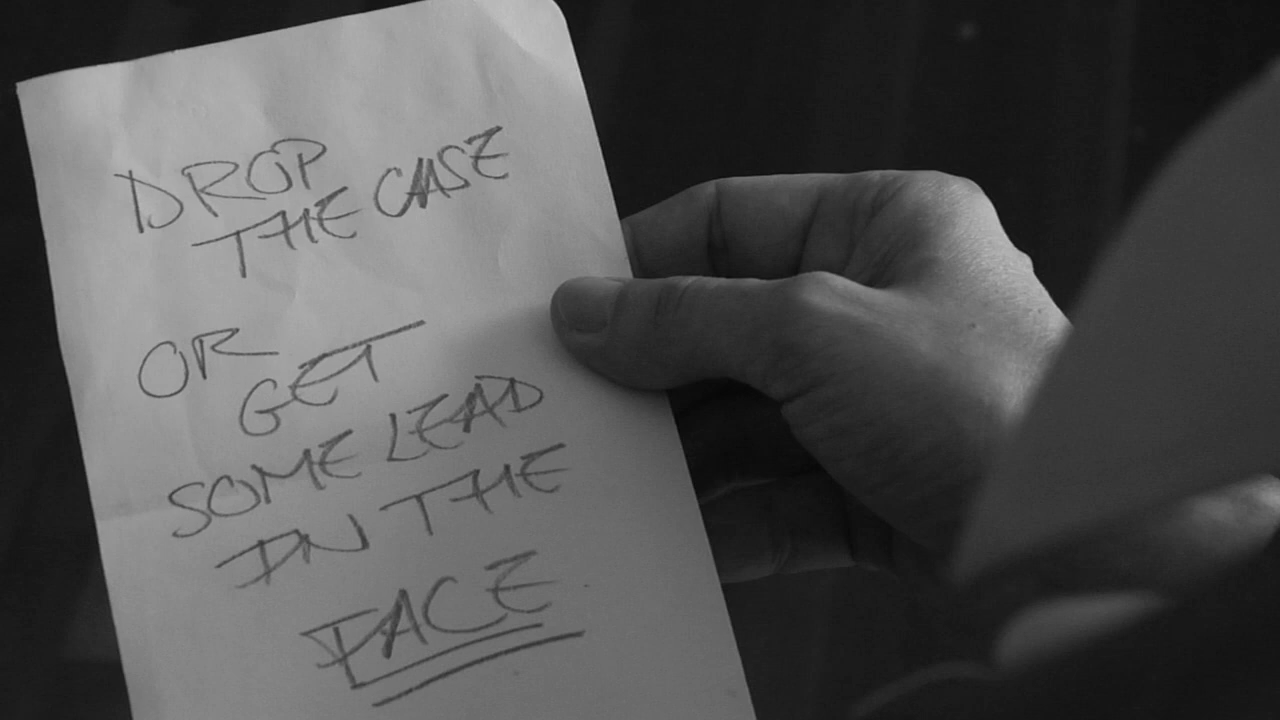 DROP
THE CASE
OR
GET
SOME LEAD
IN THE
FACE